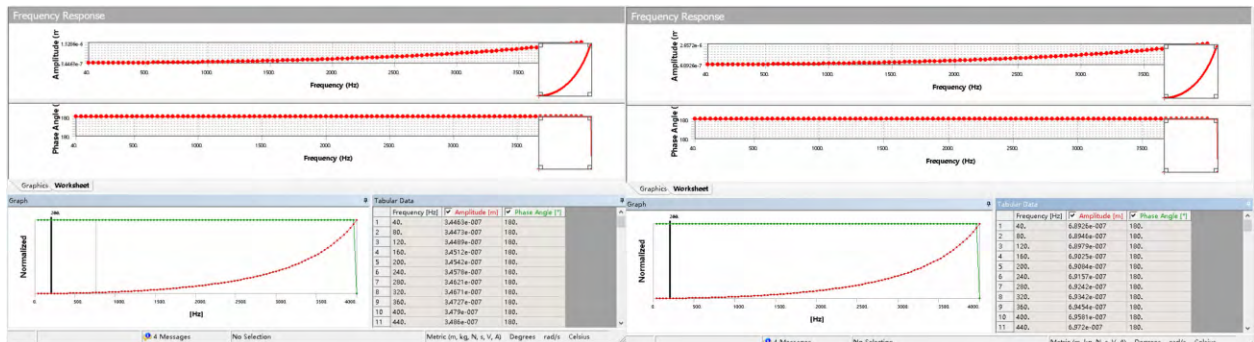 Frequency Response
Amplitude (m
1.1204e-6
3.4463e-7
40.
500
1000
1500
2000
2500
3000
3500
Frequency (Hz)
Phase Angle (
180.
180.
40
500
1000
1500
2000
2500
3000
3500
Frequency (Hz)
Graphics Worksheet
Graph
206.
Normalized
0.
500
1000
1500
2000
2500
3000
3500
4000
[Hz]
Tabular Data
Frequency [Hz] Amplitude [m] Phase Angle [°]
1 40. 3.4463e-007 180.
2 80. 3.4473e-007 180.
3 120. 3.4489e-007 180.
4 160. 3.4512e-007 180.
5 200. 3.4542e-007 180.
6 240. 3.4578e-007 180.
7 280. 3.4621e-007 180.
8 320. 3.4671e-007 180.
9 360. 3.4727e-007 180.
10 400. 3.479e-007 180.
11 440. 3.486e-007 180.
4 Messages No Selection Metric (m, kg, N, s, V, A) Degrees rad/s Celsius
Frequency Response
Amplitude (m
40
500
1000
1500
2000
2500
3000
3500
Frequency (Hz)
Phase Angle (
180.
180.
40
500
1000
1500
2000
2500
3000
3500
Frequency (Hz)
Graphics Worksheet
Graph
Normalized
0.
500
1000
1500
2000
2500
3000
3500
4000
[Hz]
Tabular Data
Frequency [Hz] Amplitude [m] Phase Angle [°]
1 40. 6.8926e-007 180.
2 80. 6.8946e-007 180.
3 120. 6.8979e-007 180.
4 160. 6.9025e-007 180.
5 200. 6.9084e-007 180.
6 240. 6.9157e-007 180.
7 280. 6.9242e-007 180.
8 320. 6.9342e-007 180.
9 360. 6.9454e-007 180.
10 400. 6.9581e-007 180.
11 440. 6.972e-007 180.
4 Messages No Selection Metric (m, kg, N, s, V, A) Degrees rad/s Celsius